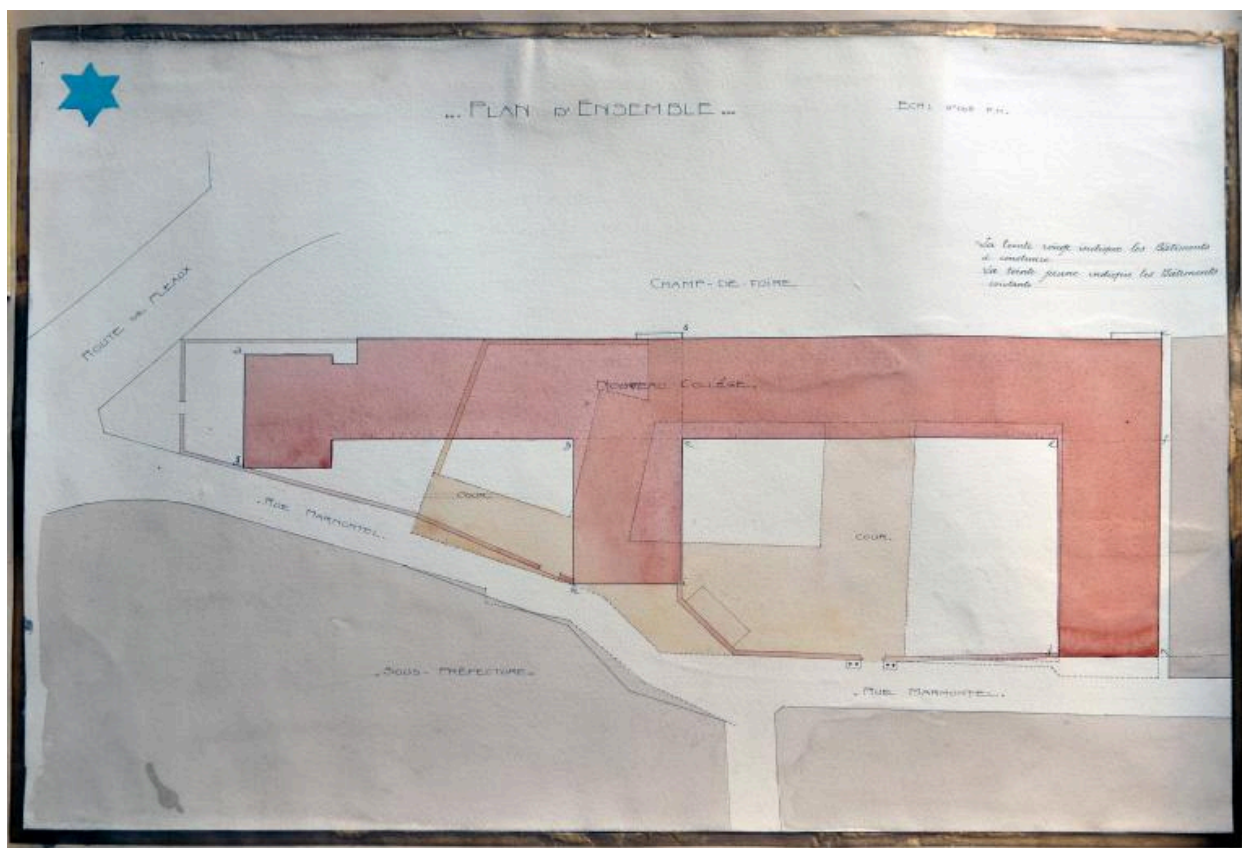 ... PLAN D'ENSEMBLE ...
La teinte rouge indique les Bâtiments
à construire
La teinte jaune indique les Bâtiments
existants
CHAMP-DE-FOIRE
ROUTE DE PLEAUX
NOUVEAU COLLÉGE.
COUR.
RUE MARMONTEL.
COUR.
SOUS-PRÉFECTURE.
RUE MARMONTEL.